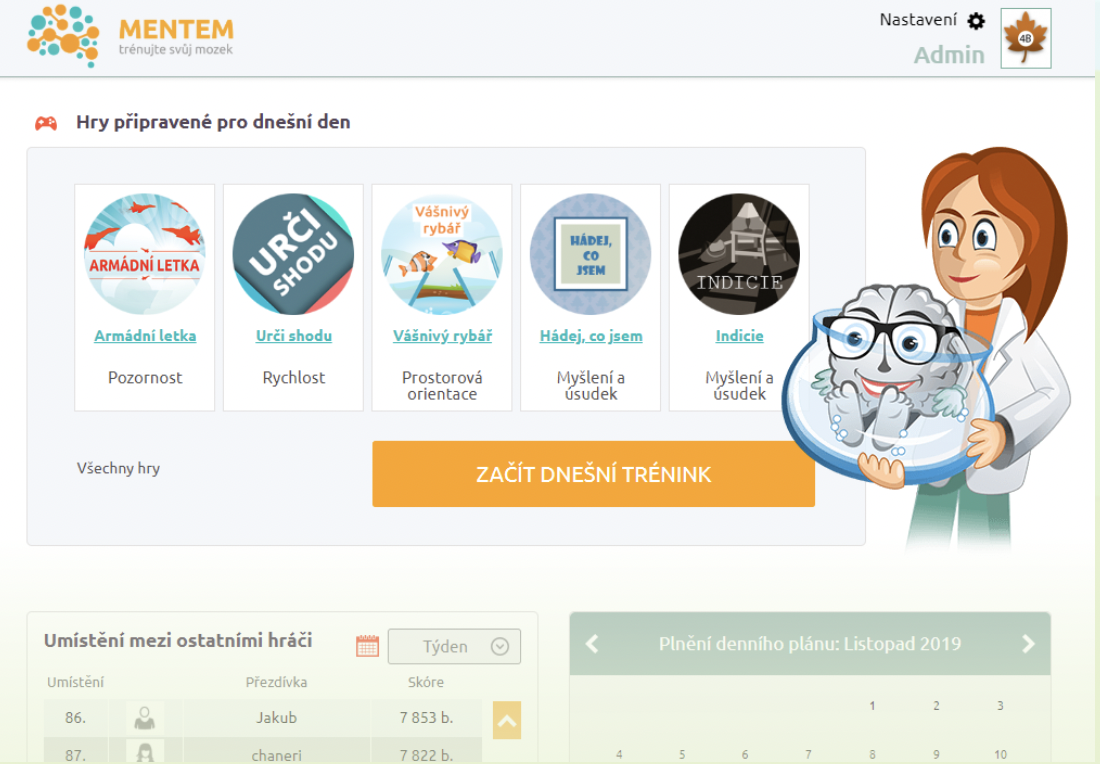 MENTEM
trénujte svůj mozek
Nastavení
Admin
4B
Hry připravené pro dnešní den
ARMÁDNÍ LETKA
URČI
SHODU
Vášnivý
rybář
HÁDEJ,
CO
JSEM
INDICIE
Armádní letka
Urči shodu
Vášnivý rybář
Hádej, co jsem
Indicie
Pozornost
Rychlost
Prostorová
orientace
Myšlení a
úsudek
Myšlení a
úsudek
Všechny hry
ZAČÍT DNEŠNÍ TRÉNINK
Umístění mezi ostatními hráči
Týden
Umístění Přezdívka Skóre
86. Jakub 7 853 b.
87. chaneri 7 822 b.
Plnění denního plánu: Listopad 2019
1 2 3
4 5 6 7 8 9 10